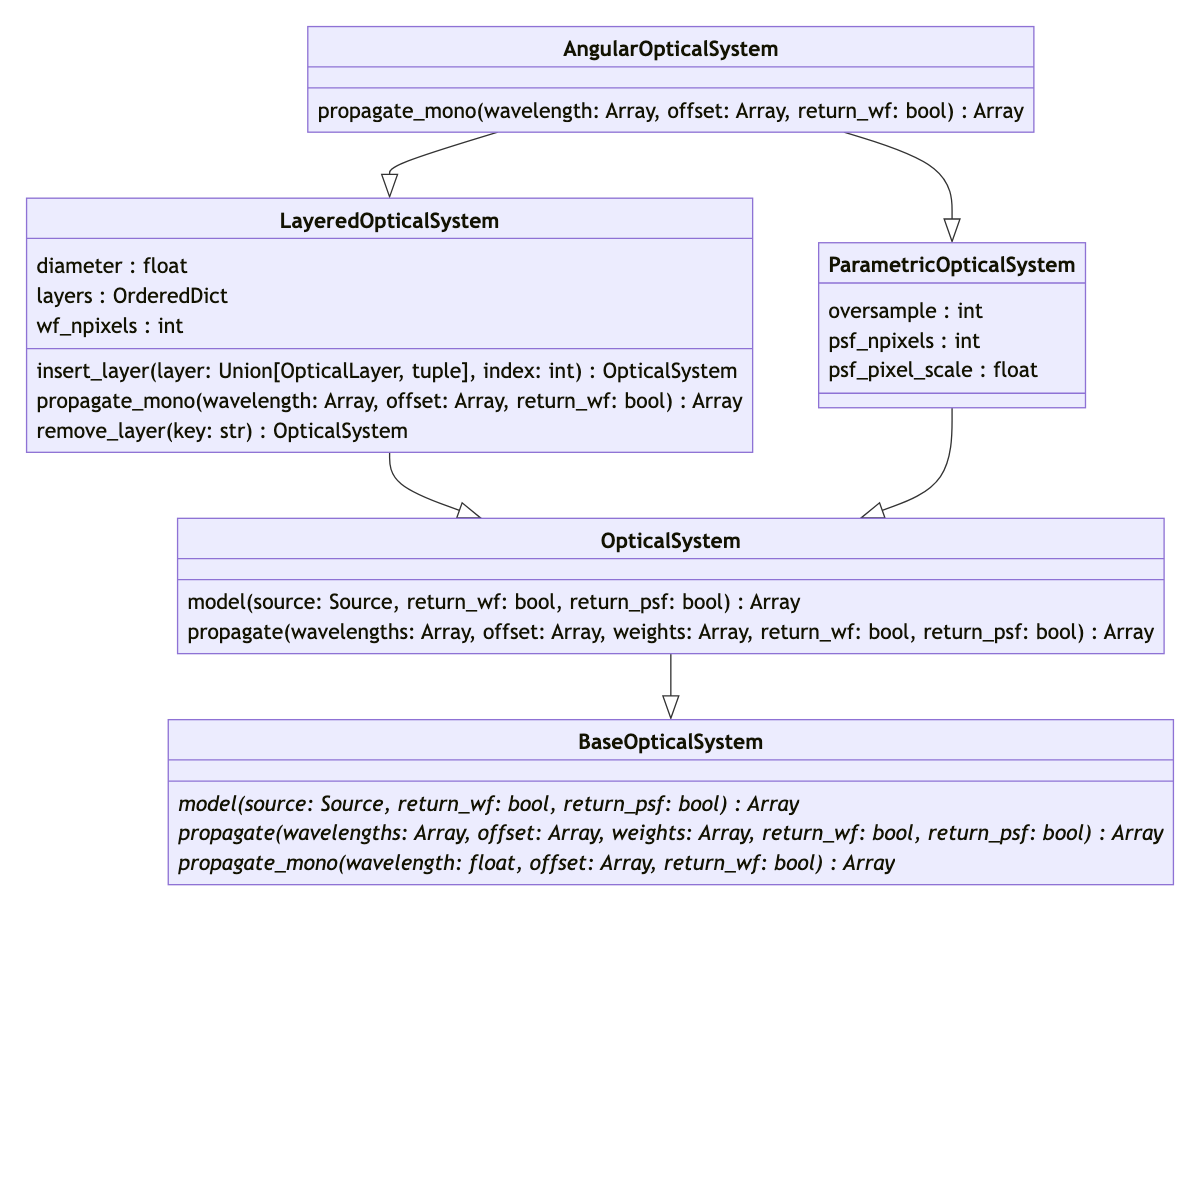 AngularOpticalSystem
propagate_mono(wavelength: Array, offset: Array, return_wf: bool) : Array
LayeredOpticalSystem
diameter : float
layers : OrderedDict
wf_npixels : int
insert_layer(layer: Union[OpticalLayer, tuple], index: int) : OpticalSystem
propagate_mono(wavelength: Array, offset: Array, return_wf: bool) : Array
remove_layer(key: str) : OpticalSystem
ParametricOpticalSystem
oversample : int
psf_npixels : int
psf_pixel_scale : float
OpticalSystem
model(source: Source, return_wf: bool, return_psf: bool) : Array
propagate(wavelengths: Array, offset: Array, weights: Array, return_wf: bool, return_psf: bool) : Array
BaseOpticalSystem
model(source: Source, return_wf: bool, return_psf: bool) : Array
propagate(wavelengths: Array, offset: Array, weights: Array, return_wf: bool, return_psf: bool) : Array
propagate_mono(wavelength: float, offset: Array, return_wf: bool) : Array